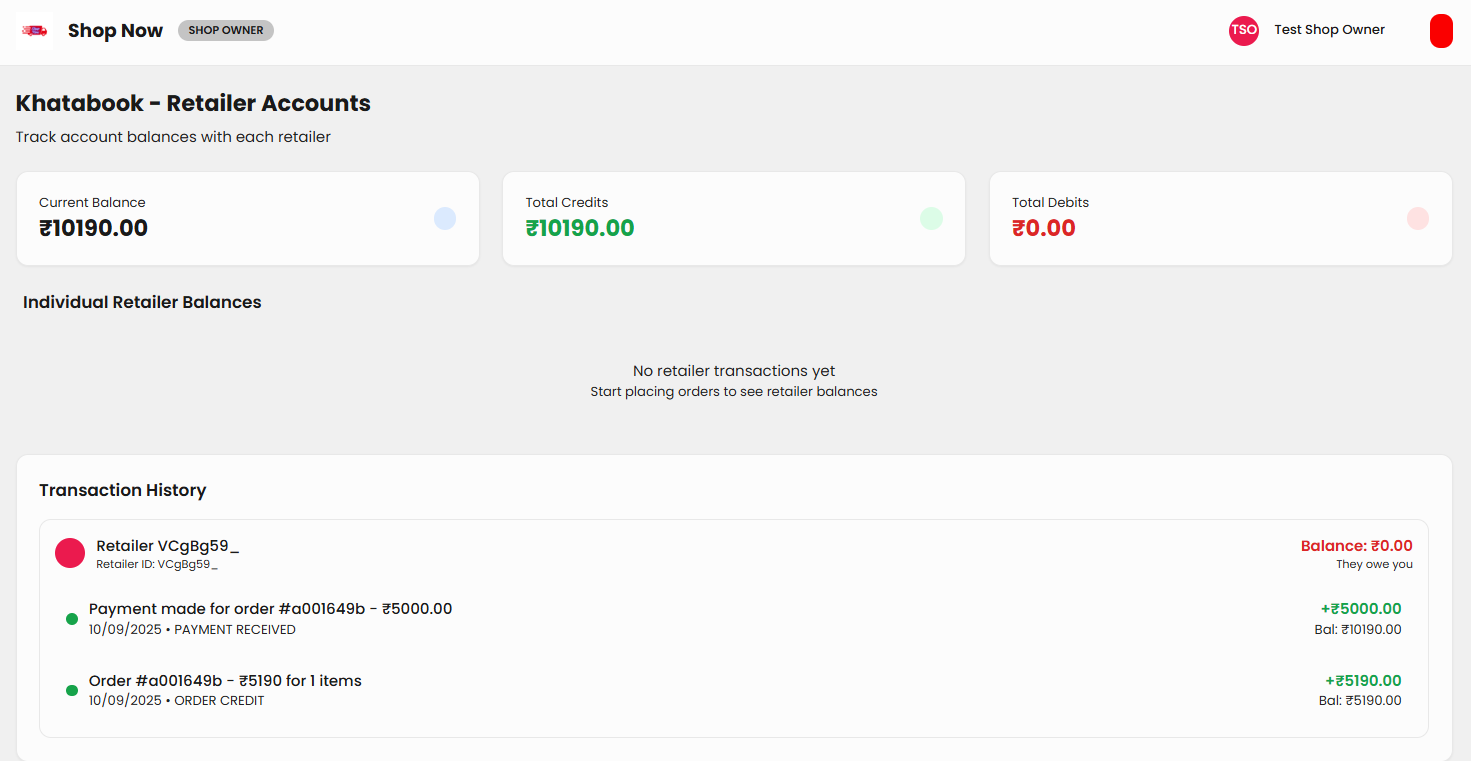 Shop Now SHOP OWNER TSO Test Shop Owner
Khatabook - Retailer Accounts
Track account balances with each retailer
Current Balance
₹10190.00
Total Credits
₹10190.00
Total Debits
₹0.00
Individual Retailer Balances
No retailer transactions yet
Start placing orders to see retailer balances
Transaction History
Retailer VCgBg59_ Balance: ₹0.00
Retailer ID: VCgBg59_ They owe you
Payment made for order #a001649b - ₹5000.00 +₹5000.00
10/09/2025 • PAYMENT RECEIVED Bal: ₹10190.00
Order #a001649b - ₹5190 for 1 items +₹5190.00
10/09/2025 • ORDER CREDIT Bal: ₹5190.00